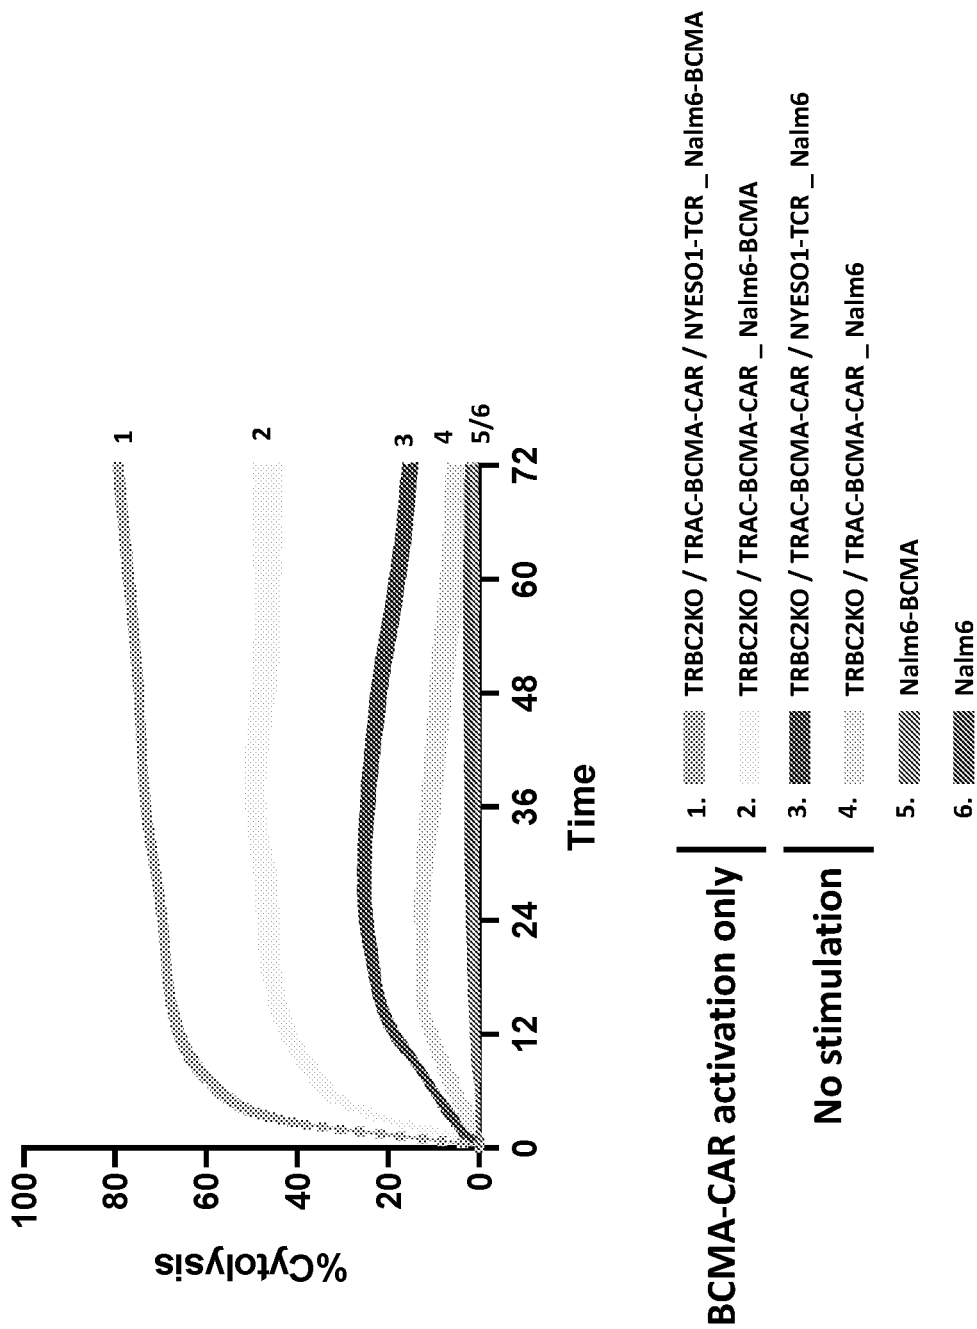 %Cytolysis
100
80
60
40
20
0
0
12
24
36
48
60
72
Time
1
2
3
4
5/6
BCMA-CAR activation only
1. TRBC2KO / TRAC-BCMA-CAR / NYESO1-TCR _ Nalm6-BCMA
2. TRBC2KO / TRAC-BCMA-CAR _ Nalm6-BCMA
No stimulation
3. TRBC2KO / TRAC-BCMA-CAR / NYESO1-TCR _ Nalm6
4. TRBC2KO / TRAC-BCMA-CAR _ Nalm6
5. Nalm6-BCMA
6. Nalm6